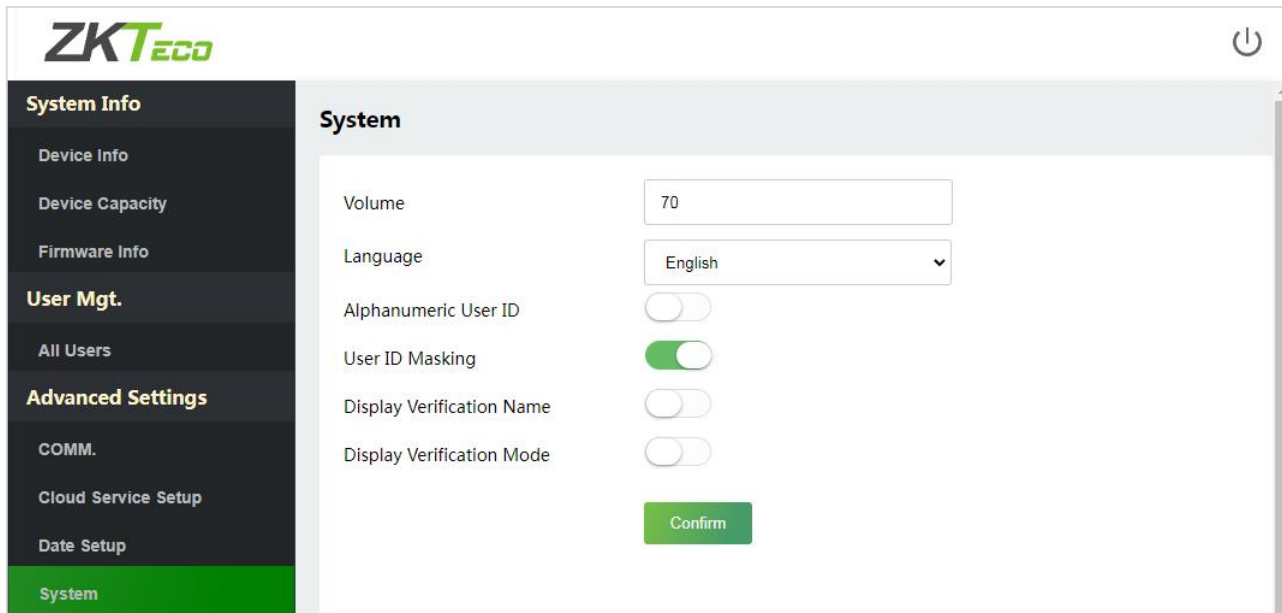 ZKTeco
System Info
Device Info
Device Capacity
Firmware Info
User Mgt.
All Users
Advanced Settings
COMM.
Cloud Service Setup
Date Setup
System
System
Volume
70
Language
English
Alphanumeric User ID
User ID Masking
Display Verification Name
Display Verification Mode
Confirm